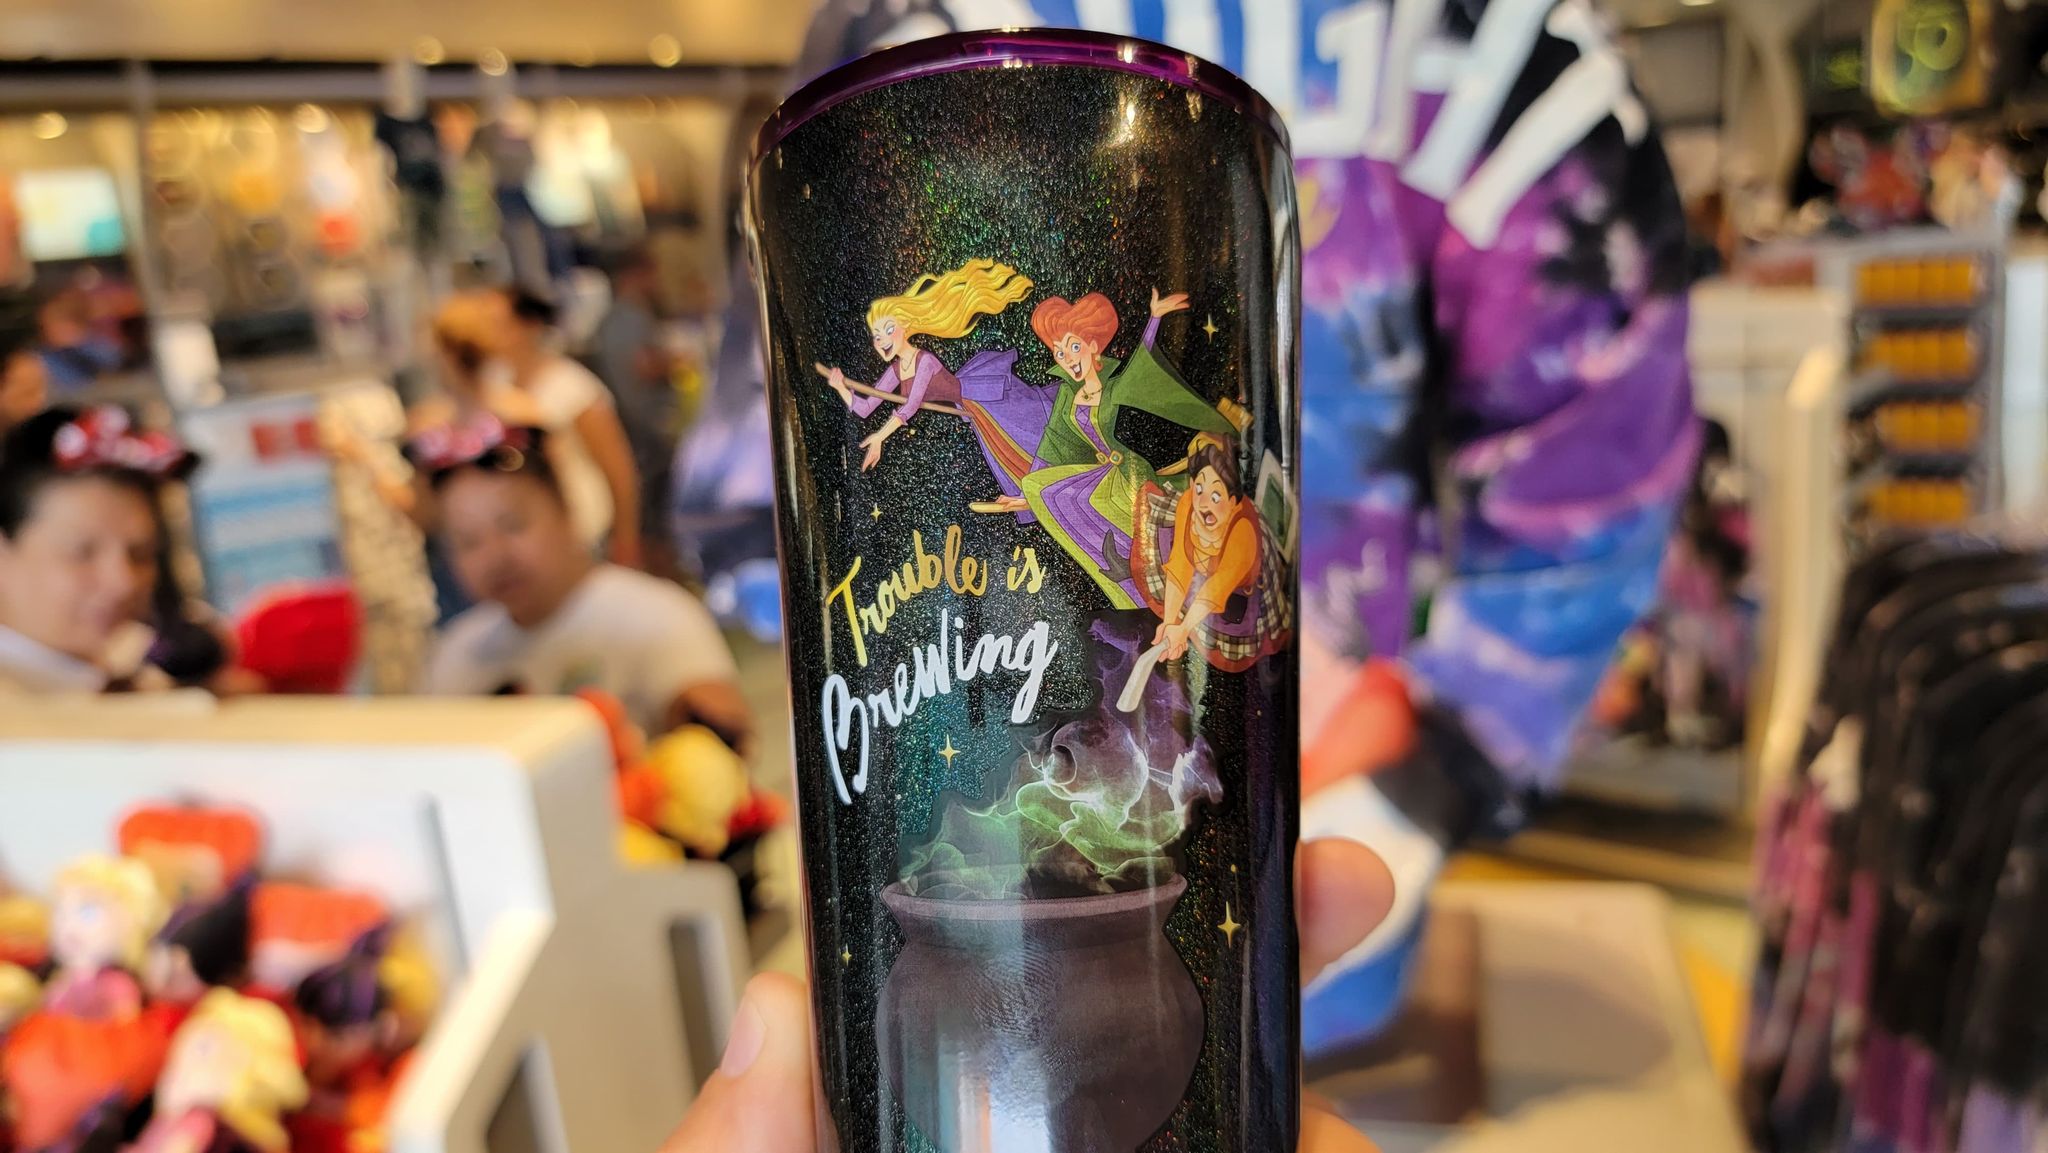 Trouble is
Brewing